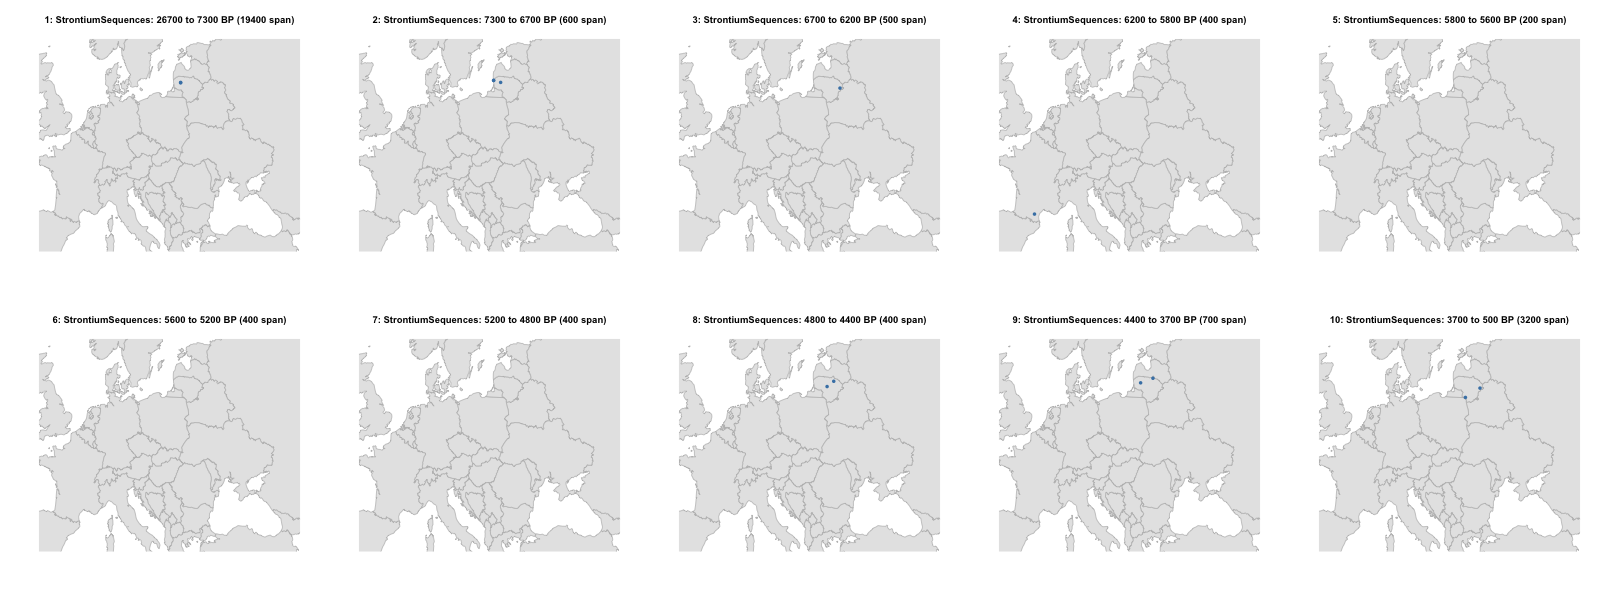 1: StrontiumSequences: 26700 to 7300 BP (19400 span)
2: StrontiumSequences: 7300 to 6700 BP (600 span)
3: StrontiumSequences: 6700 to 6200 BP (500 span)
4: StrontiumSequences: 6200 to 5800 BP (400 span)
5: StrontiumSequences: 5800 to 5600 BP (200 span)
6: StrontiumSequences: 5600 to 5200 BP (400 span)
7: StrontiumSequences: 5200 to 4800 BP (400 span)
8: StrontiumSequences: 4800 to 4400 BP (400 span)
9: StrontiumSequences: 4400 to 3700 BP (700 span)
10: StrontiumSequences: 3700 to 500 BP (3200 span)